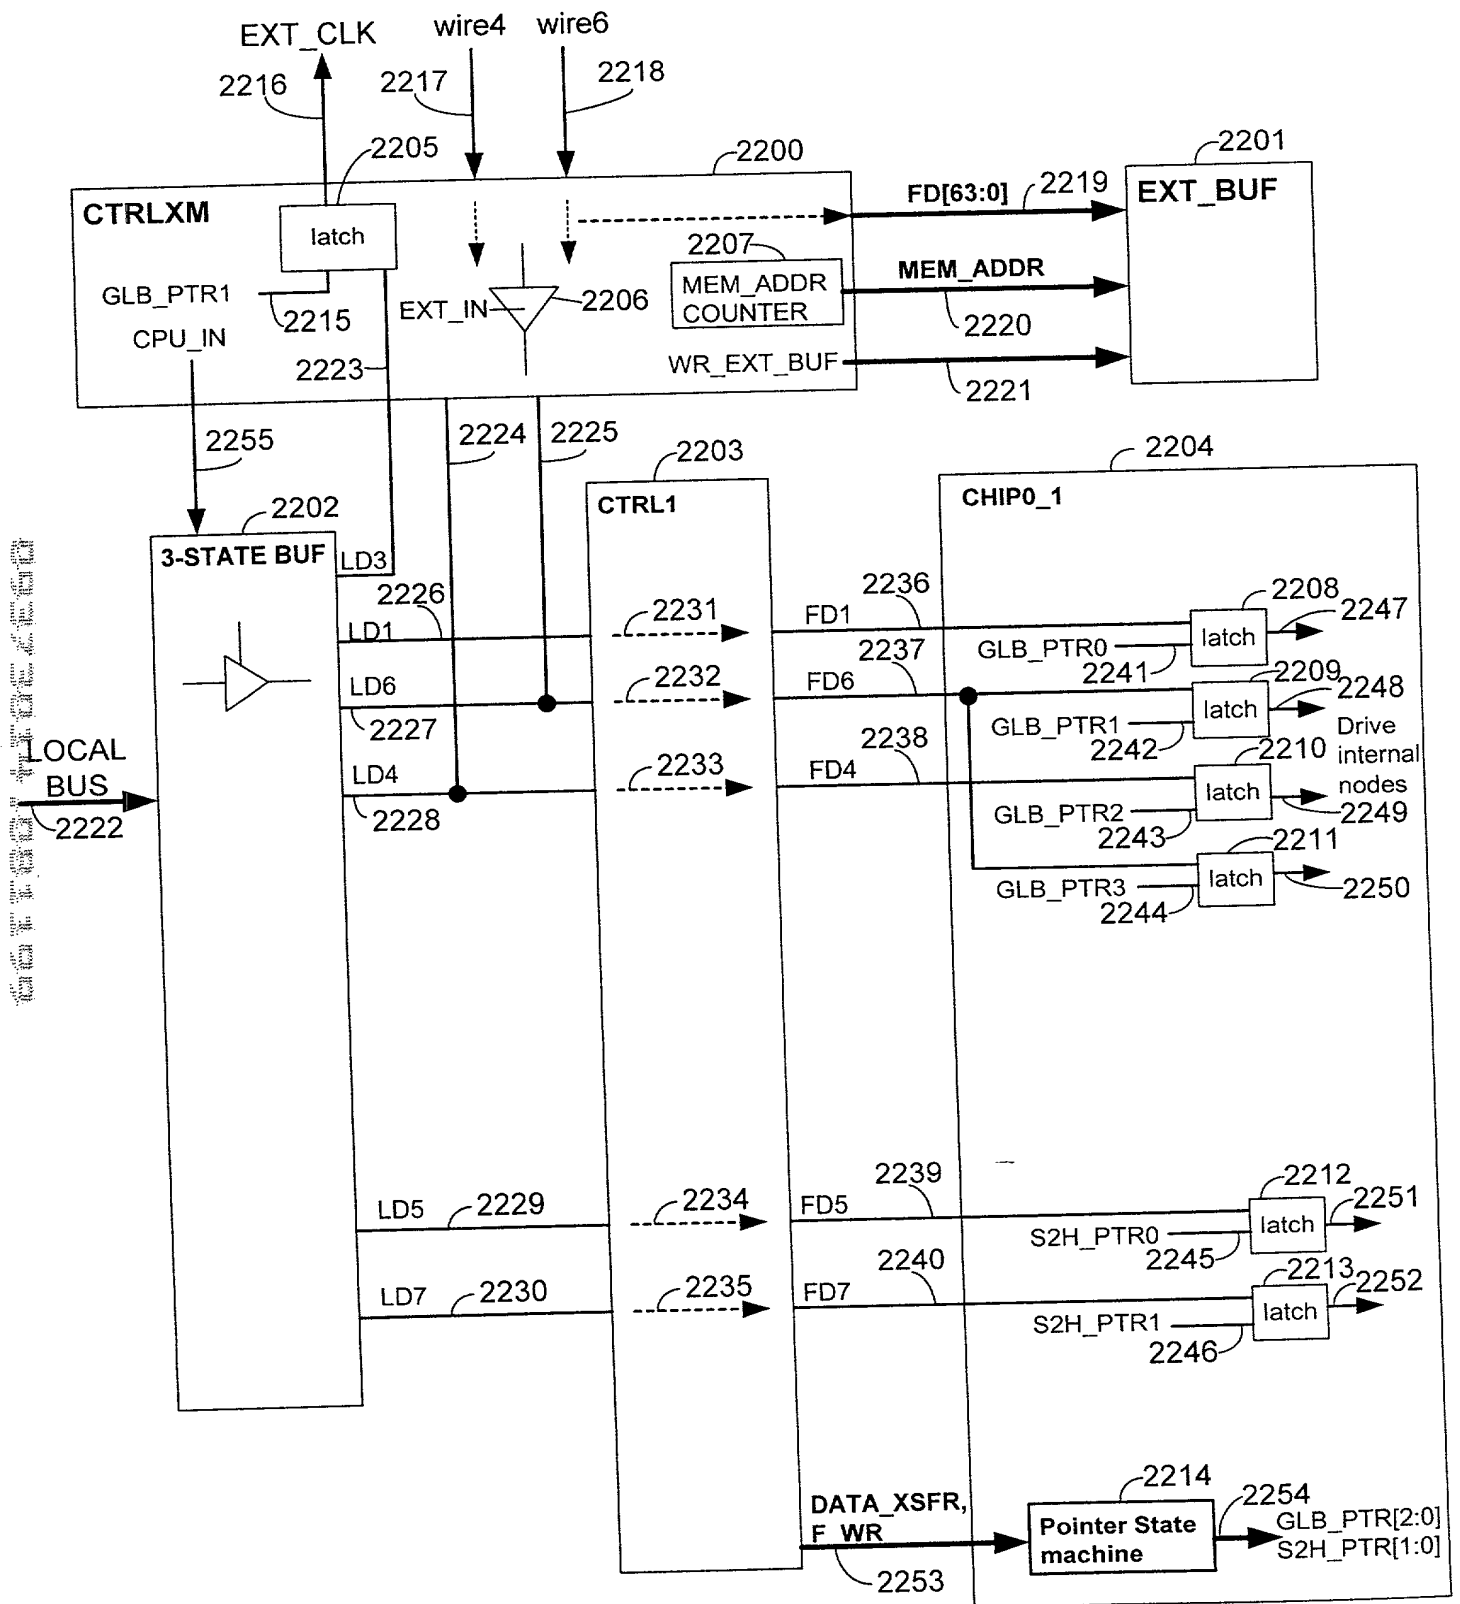 EXT_CLK
wire4
wire6
2216
2217
2218
2205
2200
2201
CTRLXM
latch
FD[63:0]
2219
EXT_BUF
2207
MEM_ADDR
COUNTER
MEM_ADDR
GLB_PTR1
2215
EXT_IN
2206
2220
CPU_IN
2223
WR_EXT_BUF
2221
2255
2224
2225
2203
2204
2202
CTRL1
CHIP0_1
3-STATE BUF
LD3
2226
2231
FD1
2236
2208
2247
LD1
GLB_PTR0
latch
2237
2241
LD6
2232
FD6
2209
2248
2227
GLB_PTR1
latch
2242
Drive
internal
nodes
LOCAL
BUS
2222
LD4
2233
FD4
2238
2210
2228
GLB_PTR2
latch
2243
2249
2211
GLB_PTR3
latch
2244
2250
LD5
2229
2234
FD5
2239
2212
2251
S2H_PTR0
latch
2245
LD7
2230
2235
FD7
2240
2213
2252
S2H_PTR1
latch
2246
DATA_XSFR,
F_WR
2253
2214
Pointer State
machine
2254
GLB_PTR[2:0]
S2H_PTR[1:0]